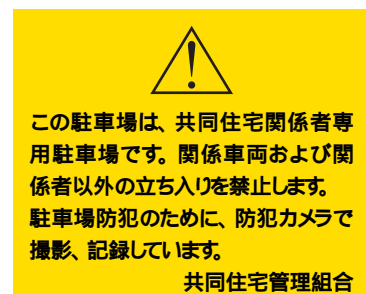 この駐車場は、共同住宅関係者専
用駐車場です。関係車両および関
係者以外の立ち入りを禁止します。
駐車場防犯のために、防犯カメラで
撮影、記録しています。
共同住宅管理組合